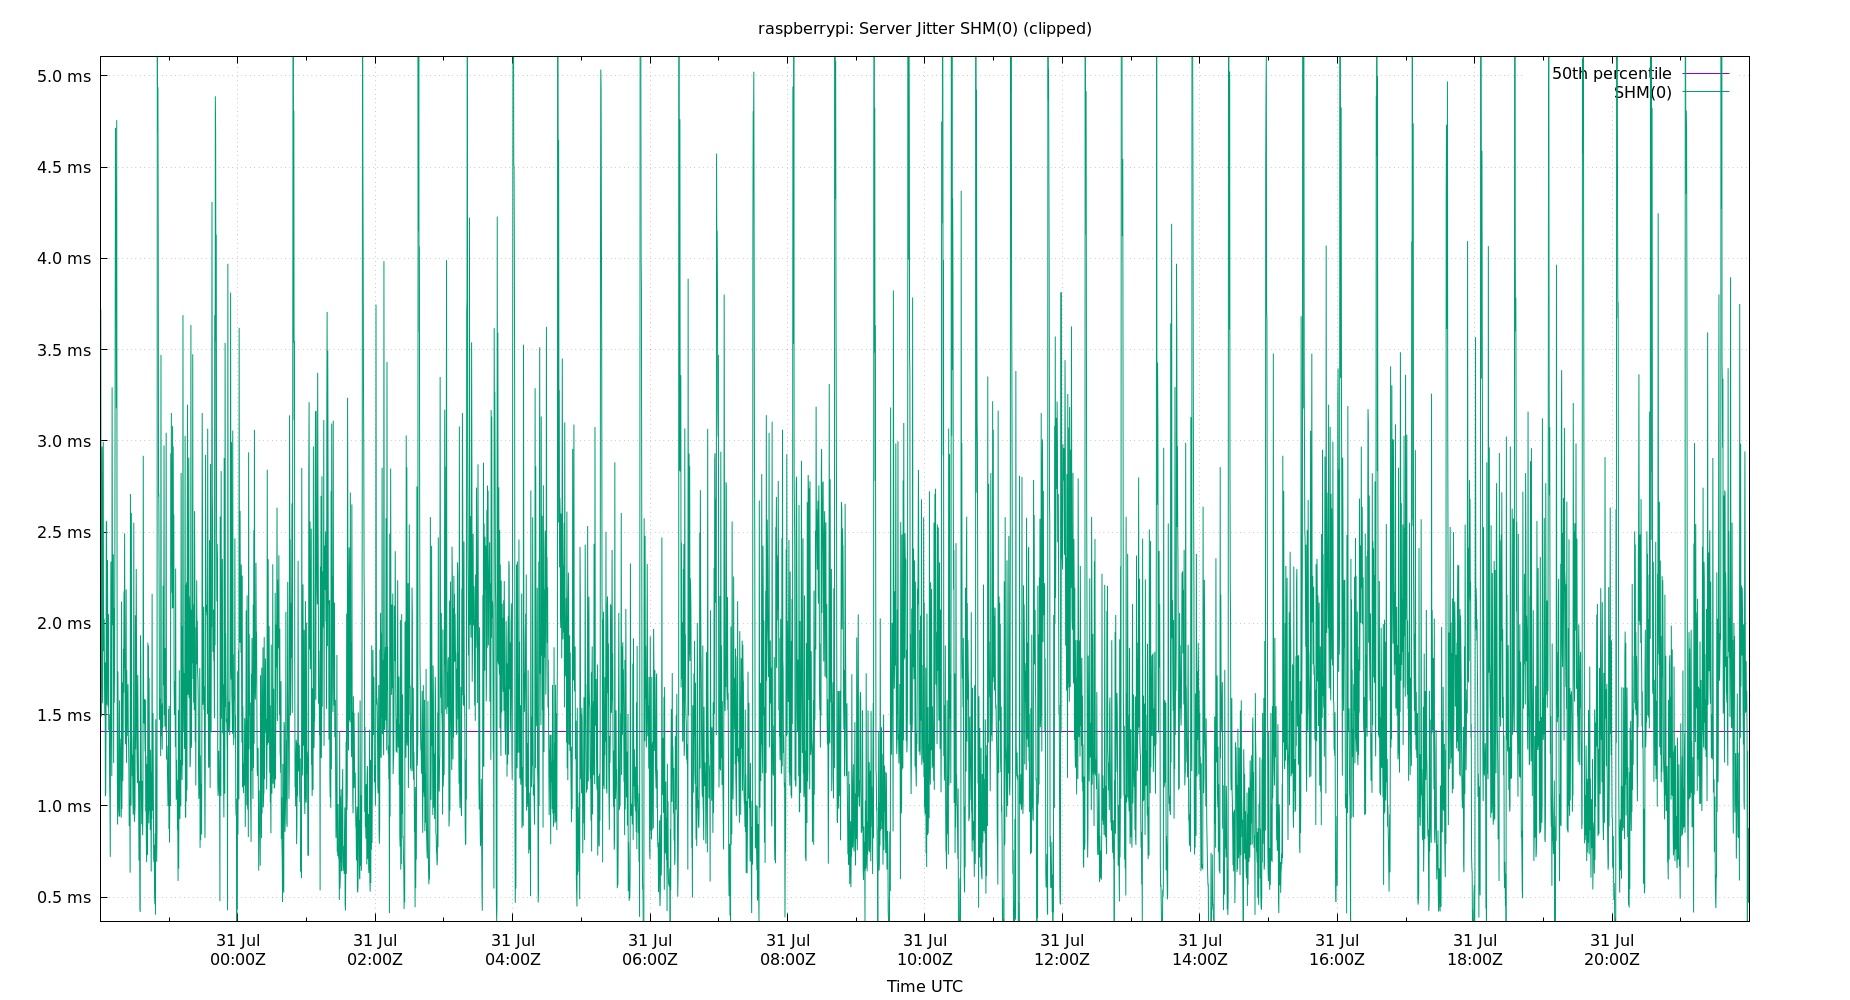 raspberrypi: Server Jitter SHM(0) (clipped)
50th percentile
SHM(0)
5.0 ms
4.5 ms
4.0 ms
3.5 ms
3.0 ms
2.5 ms
2.0 ms
1.5 ms
1.0 ms
0.5 ms
31 Jul 31 Jul 31 Jul 31 Jul 31 Jul 31 Jul 31 Jul 31 Jul 31 Jul 31 Jul 31 Jul
00:00Z 02:00Z 04:00Z 06:00Z 08:00Z 10:00Z 12:00Z 14:00Z 16:00Z 18:00Z 20:00Z
Time UTC